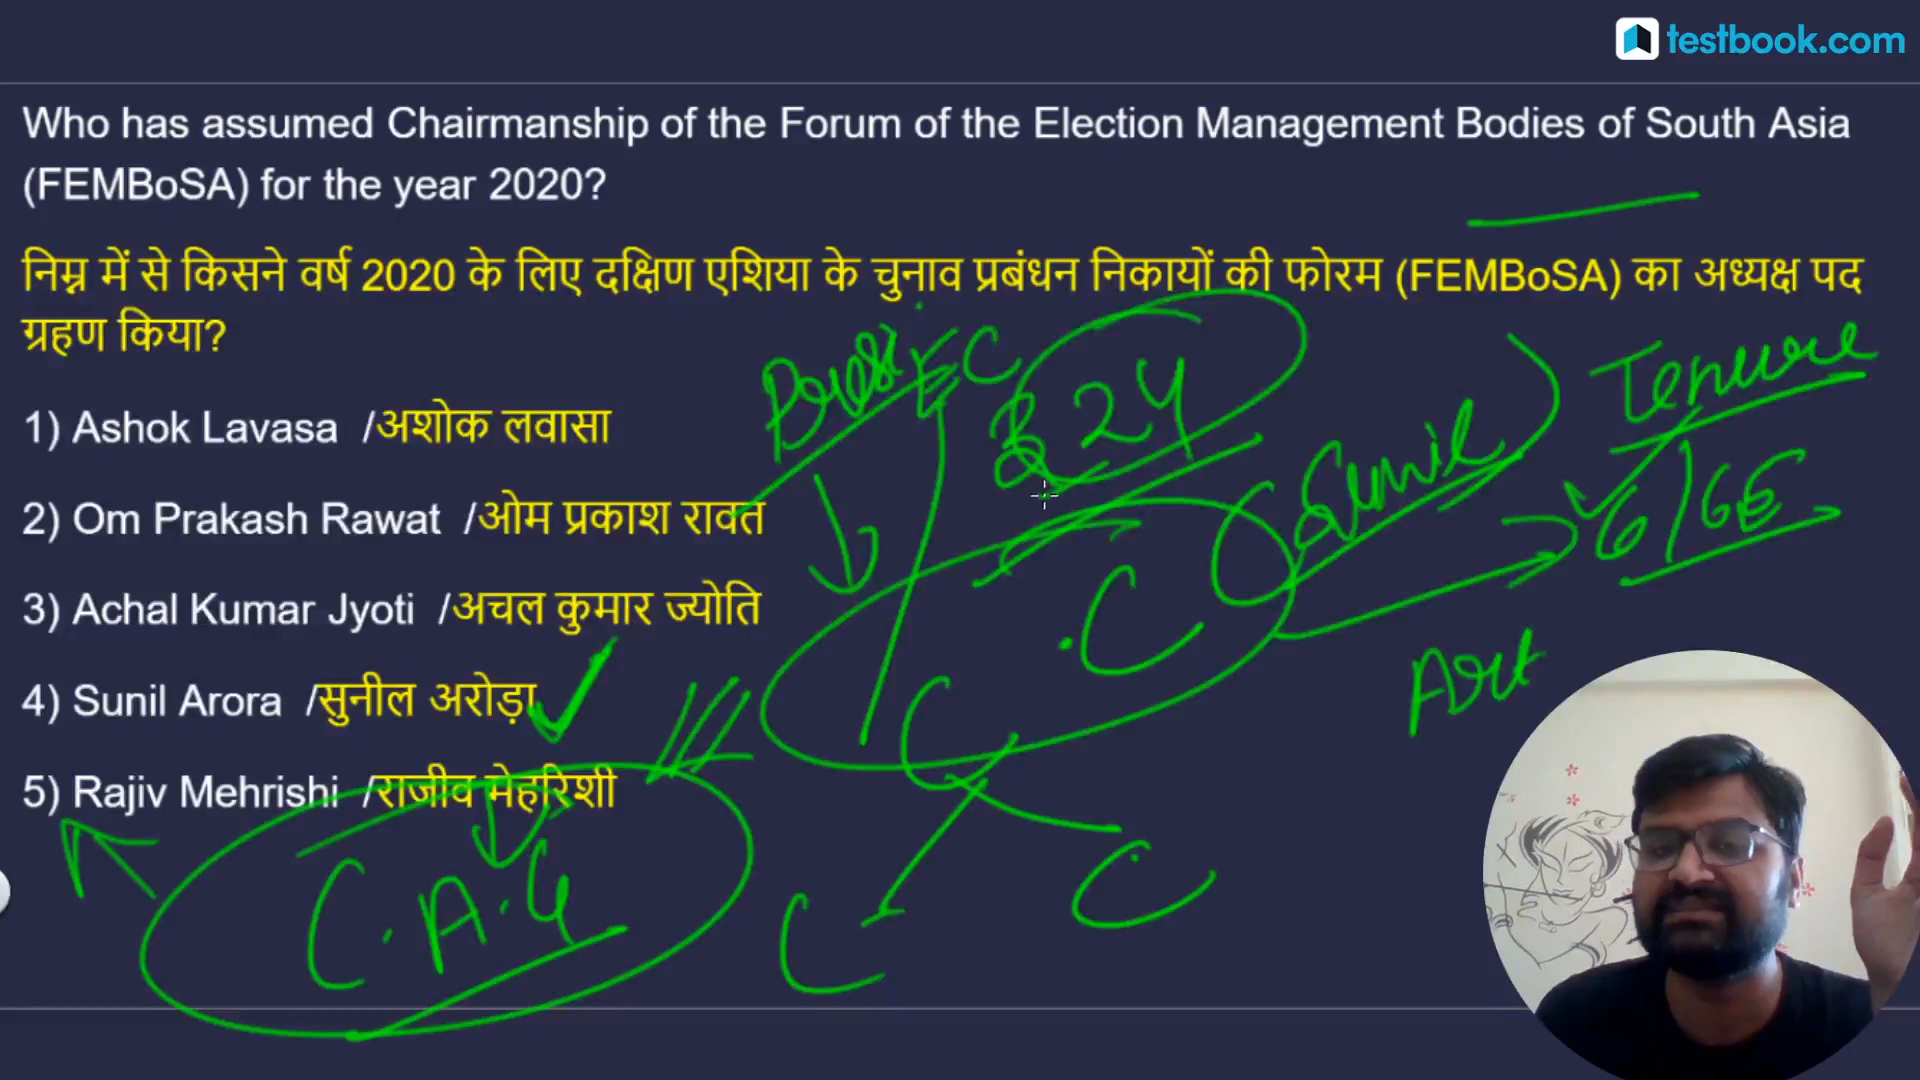 testbook.com
Who has assumed Chairmanship of the Forum of the Election Management Bodies of South Asia
(FEMBoSA) for the year 2020?
निम्न में से किसने वर्ष 2020 के लिए दक्षिण एशिया के चुनाव प्रबंधन निकायों की फोरम (FEMBoSA) का अध्यक्ष पद
ग्रहण किया?
1) Ashok Lavasa /अशोक लवासा
2) Om Prakash Rawat /ओम प्रकाश रावत
3) Achal Kumar Jyoti /अचल कुमार ज्योति
4) Sunil Arora /सुनील अरोड़ा
5) Rajiv Mehrishi /राजीव मेहरिशी
324
Sunil
Tenure
6/65
C.A.G
Art
C
C
C
C